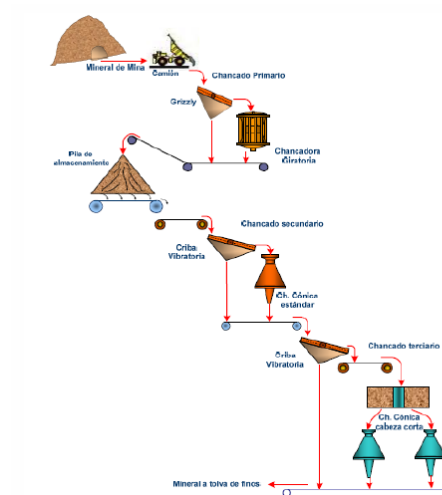 Mineral de Mina
Camión
Chancado Primario
Grizzly
Chancadora
Giratoria
Pila de
almacenamiento
Chancado secundario
Criba
Vibratoria
Ch. Cónica
estándar
Chancado terciario
Criba
Vibratoria
Ch. Cónica
cabeza corta
Mineral a tolva de finos